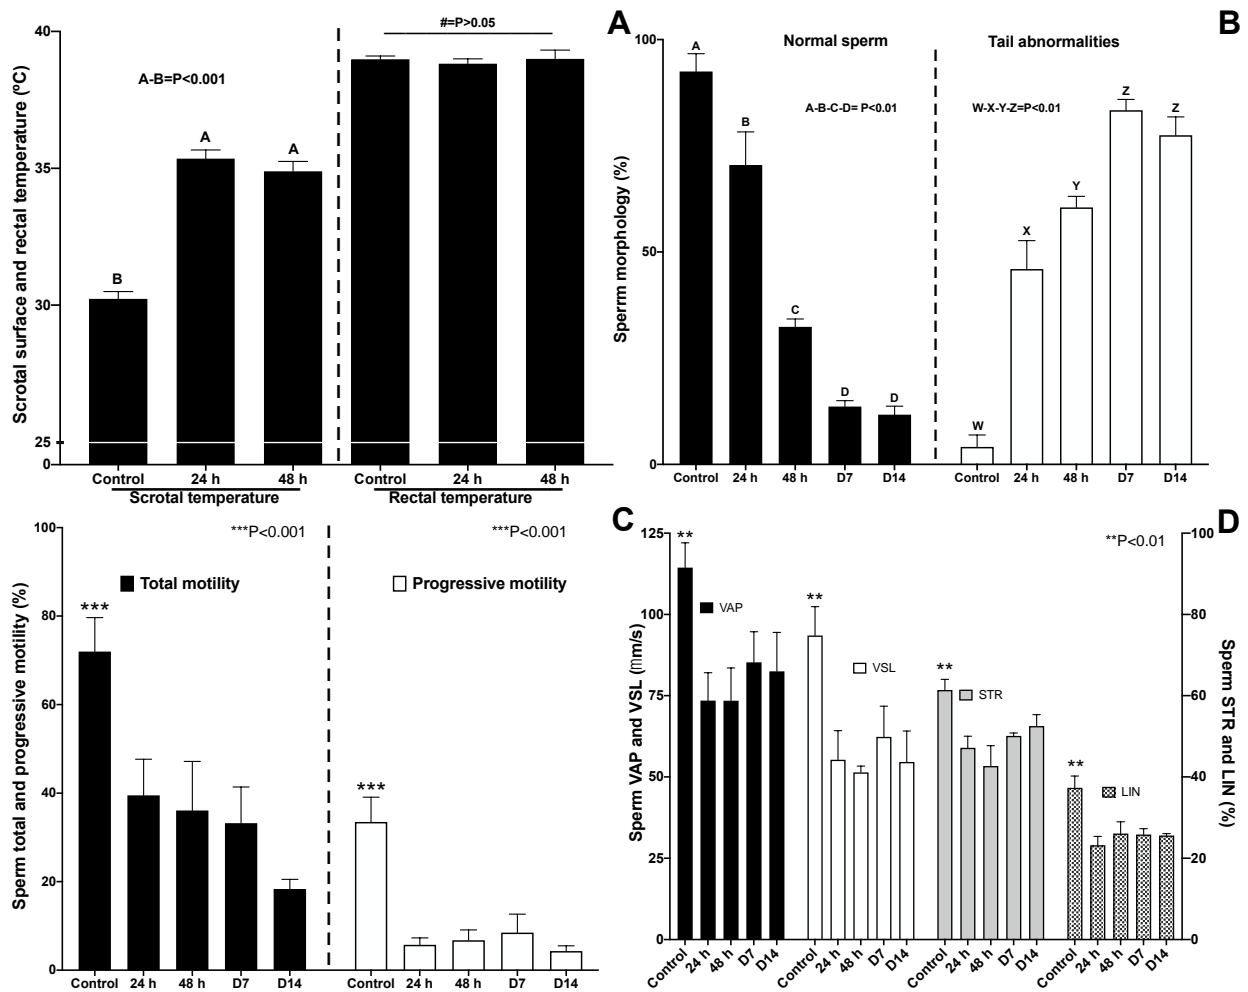 A
Scrotal surface and rectal temperature (ºC)
40
35
30
25
0
#=P>0.05
A-B=P<0.001
B
A
A
Control
24 h
48 h
Control
24 h
48 h
Scrotal temperature
Rectal temperature
B
Sperrm morphology (%)
100
50
0
Normal sperm
Tail abnormalities
A-B-C-D= P<0.01
W-X-Y-Z=P<0.01
A
B
C
D
D
W
X
Y
Z
Z
Control
24 h
48 h
D7
D14
Control
24 h
48 h
D7
D14
C
Sperm total and progressive motility (%)
100
80
60
40
20
0
***P<0.001
***P<0.001
Total motility
Progressive motility
***
***
Control
24 h
48 h
D7
D14
Control
24 h
48 h
D7
D14
D
Sperm VAP and VSL (mm/s)
125
100
75
50
25
0
**P<0.01
**
VAP
**
VSL
**
STR
**
LIN
100
80
60
40
20
0
Sperm STR and LIN (%)
Control
24 h
48 h
D7
D14
Control
24 h
48 h
D7
D14
Control
24 h
48 h
D7
D14
Control
24 h
48 h
D7
D14